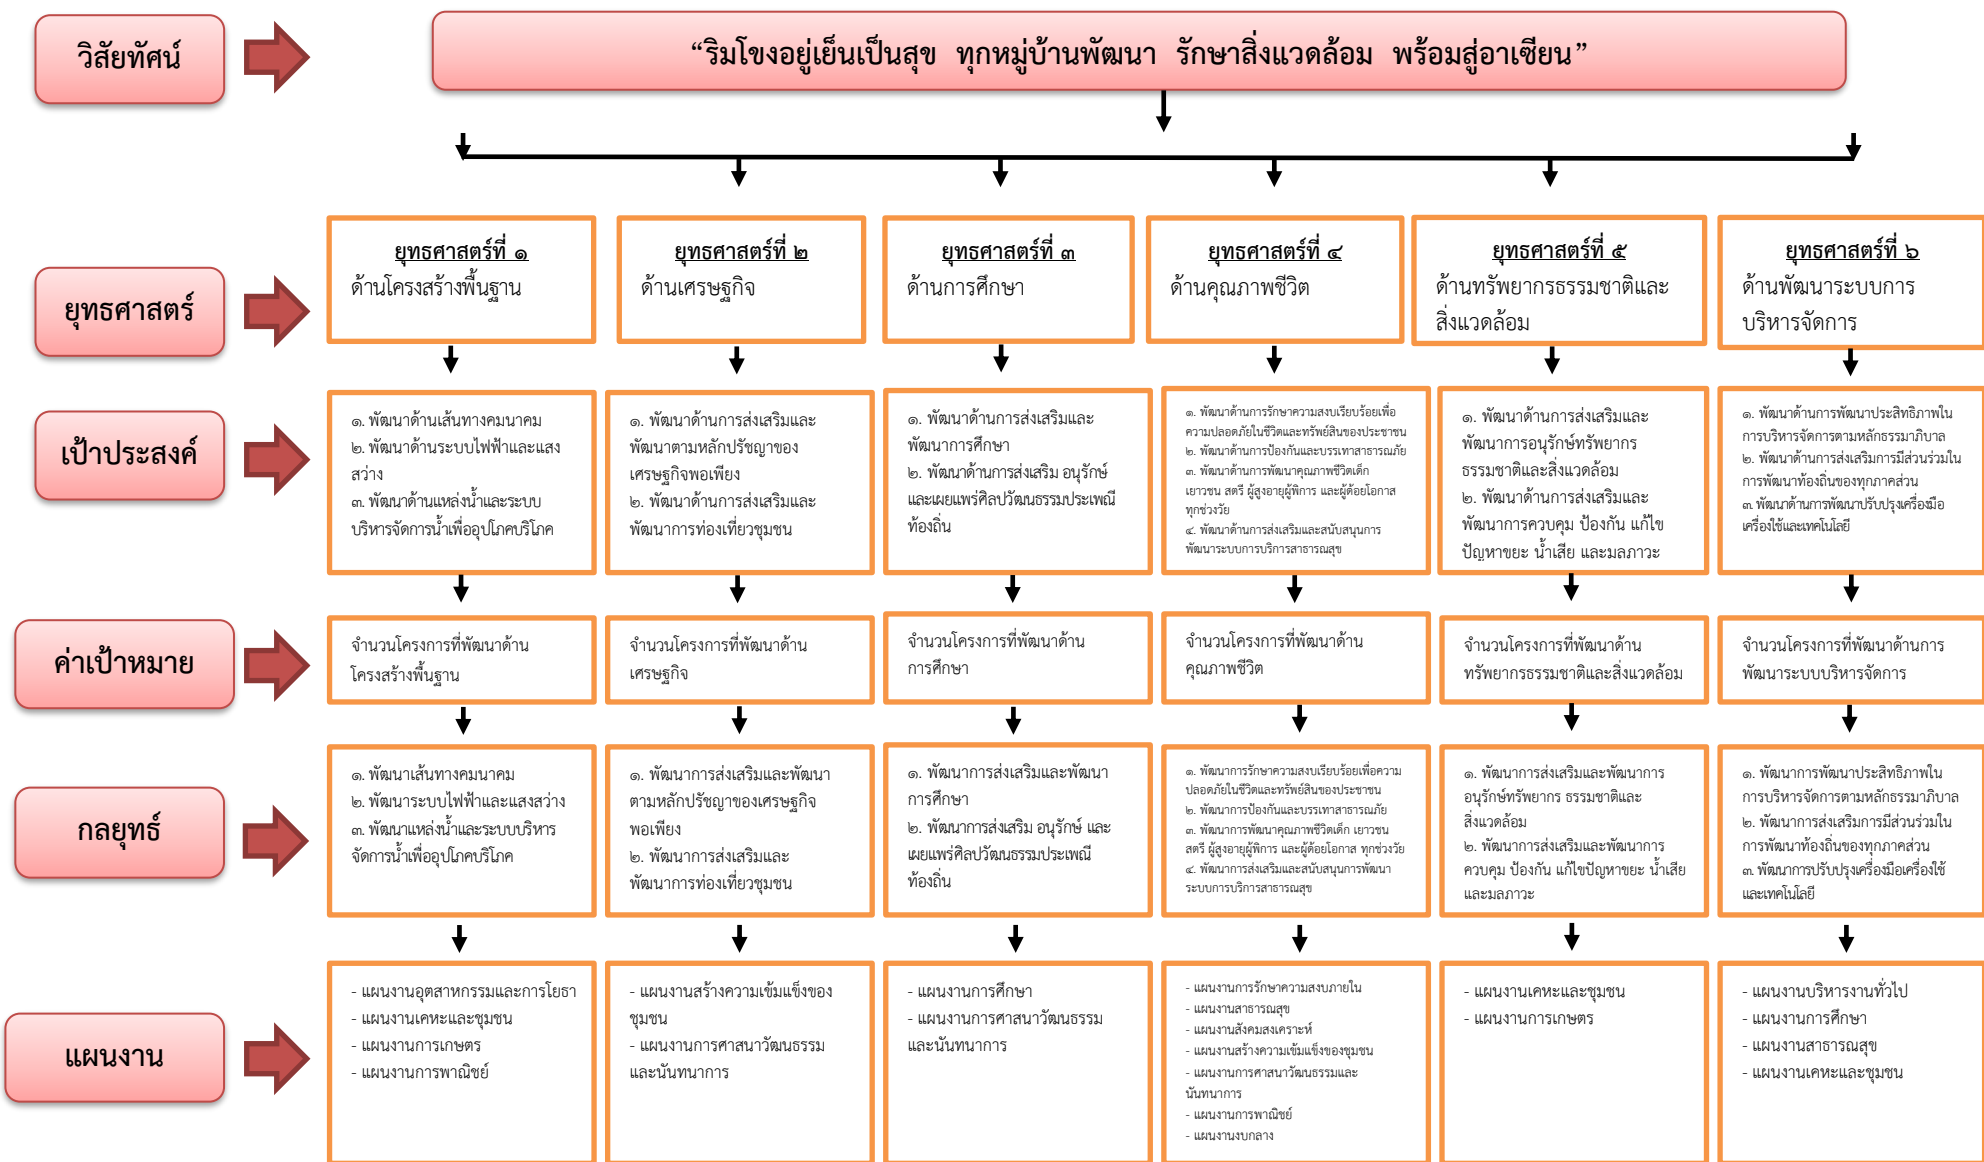 วิสัยทัศน์
“ริมโขงอยู่เย็นเป็นสุข ทุกหมู่บ้านพัฒนา รักษาสิ่งแวดล้อม พร้อมสู่อาเซียน”
ยุทธศาสตร์
ยุทธศาสตร์ที่ ๑
ด้านโครงสร้างพื้นฐาน
ยุทธศาสตร์ที่ ๒
ด้านเศรษฐกิจ
ยุทธศาสตร์ที่ ๓
ด้านการศึกษา
ยุทธศาสตร์ที่ ๔
ด้านคุณภาพชีวิต
ยุทธศาสตร์ที่ ๕
ด้านทรัพยากรธรรมชาติและ
สิ่งแวดล้อม
ยุทธศาสตร์ที่ ๖
ด้านพัฒนาระบบการ
บริหารจัดการ
เป้าประสงค์
๑. พัฒนาด้านเส้นทางคมนาคม
๒. พัฒนาด้านระบบไฟฟ้าและแสง
สว่าง
๓. พัฒนาด้านแหล่งน้ำและระบบ
บริหารจัดการน้ำเพื่ออุปโภคบริโภค
๑. พัฒนาด้านการส่งเสริมและ
พัฒนาตามหลักปรัชญาของ
เศรษฐกิจพอเพียง
๒. พัฒนาด้านการส่งเสริมและ
พัฒนาการท่องเที่ยวชุมชน
๑. พัฒนาด้านการส่งเสริมและ
พัฒนาการศึกษา
๒. พัฒนาด้านการส่งเสริม อนุรักษ์
และเผยแพร่ศิลปวัฒนธรรมประเพณี
ท้องถิ่น
๑. พัฒนาด้านการรักษาความสงบเรียบร้อยเพื่อ
ความปลอดภัยในชีวิตและทรัพย์สินของประชาชน
๒. พัฒนาด้านการป้องกันและบรรเทาสาธารณภัย
๓. พัฒนาด้านการพัฒนาคุณภาพชีวิตเด็ก
เยาวชน สตรี ผู้สูงอายุผู้พิการ และผู้ด้อยโอกาส
ทุกช่วงวัย
๔. พัฒนาด้านการส่งเสริมและสนับสนุนการ
พัฒนาระบบการบริการสาธารณสุข
๑. พัฒนาด้านการส่งเสริมและ
พัฒนาการอนุรักษ์ทรัพยากร
ธรรมชาติและสิ่งแวดล้อม
๒. พัฒนาด้านการส่งเสริมและ
พัฒนาการควบคุม ป้องกัน แก้ไข
ปัญหาขยะ น้ำเสีย และมลภาวะ
๑. พัฒนาด้านการพัฒนาประสิทธิภาพใน
การบริหารจัดการตามหลักธรรมาภิบาล
๒. พัฒนาด้านการส่งเสริมการมีส่วนร่วมใน
การพัฒนาท้องถิ่นของทุกภาคส่วน
๓. พัฒนาด้านการพัฒนาปรับปรุงเครื่องมือ
เครื่องใช้และเทคโนโลยี
ค่าเป้าหมาย
จำนวนโครงการที่พัฒนาด้าน
โครงสร้างพื้นฐาน
จำนวนโครงการที่พัฒนาด้าน
เศรษฐกิจ
จำนวนโครงการที่พัฒนาด้าน
การศึกษา
จำนวนโครงการที่พัฒนาด้าน
คุณภาพชีวิต
จำนวนโครงการที่พัฒนาด้าน
ทรัพยากรธรรมชาติและสิ่งแวดล้อม
จำนวนโครงการที่พัฒนาด้านการ
พัฒนาระบบบริหารจัดการ
กลยุทธ์
๑. พัฒนาเส้นทางคมนาคม
๒. พัฒนาระบบไฟฟ้าและแสงสว่าง
๓. พัฒนาแหล่งน้ำและระบบบริหาร
จัดการน้ำเพื่ออุปโภคบริโภค
๑. พัฒนาการส่งเสริมและพัฒนา
ตามหลักปรัชญาของเศรษฐกิจ
พอเพียง
๒. พัฒนาการส่งเสริมและ
พัฒนาการท่องเที่ยวชุมชน
๑. พัฒนาการส่งเสริมและพัฒนา
การศึกษา
๒. พัฒนาการส่งเสริม อนุรักษ์ และ
เผยแพร่ศิลปวัฒนธรรมประเพณี
ท้องถิ่น
๑. พัฒนาการรักษาความสงบเรียบร้อยเพื่อความ
ปลอดภัยในชีวิตและทรัพย์สินของประชาชน
๒. พัฒนาการป้องกันและบรรเทาสาธารณภัย
๓. พัฒนาการพัฒนาคุณภาพชีวิตเด็ก เยาวชน
สตรี ผู้สูงอายุผู้พิการ และผู้ด้อยโอกาส ทุกช่วงวัย
๔. พัฒนาการส่งเสริมและสนับสนุนการพัฒนา
ระบบการบริการสาธารณสุข
๑. พัฒนาการส่งเสริมและพัฒนาการ
อนุรักษ์ทรัพยากร ธรรมชาติและ
สิ่งแวดล้อม
๒. พัฒนาการส่งเสริมและพัฒนาการ
ควบคุม ป้องกัน แก้ไขปัญหาขยะ น้ำเสีย
และมลภาวะ
๑. พัฒนาการพัฒนาประสิทธิภาพใน
การบริหารจัดการตามหลักธรรมาภิบาล
๒. พัฒนาการส่งเสริมการมีส่วนร่วมใน
การพัฒนาท้องถิ่นของทุกภาคส่วน
๓. พัฒนาการปรับปรุงเครื่องมือเครื่องใช้
และเทคโนโลยี
แผนงาน
- แผนงานอุตสาหกรรมและการโยธา
- แผนงานเคหะและชุมชน
- แผนงานการเกษตร
- แผนงานการพาณิชย์
- แผนงานสร้างความเข้มแข็งของ
ชุมชน
- แผนงานการศาสนาวัฒนธรรม
และนันทนาการ
- แผนงานการศึกษา
- แผนงานการศาสนาวัฒนธรรม
และนันทนาการ
- แผนงานการรักษาความสงบภายใน
- แผนงานสาธารณสุข
- แผนงานสังคมสงเคราะห์
- แผนงานสร้างความเข้มแข็งของชุมชน
- แผนงานการศาสนาวัฒนธรรมและ
นันทนาการ
- แผนงานการพาณิชย์
- แผนงานงบกลาง
- แผนงานเคหะและชุมชน
- แผนงานการเกษตร
- แผนงานบริหารงานทั่วไป
- แผนงานการศึกษา
- แผนงานสาธารณสุข
- แผนงานเคหะและชุมชน